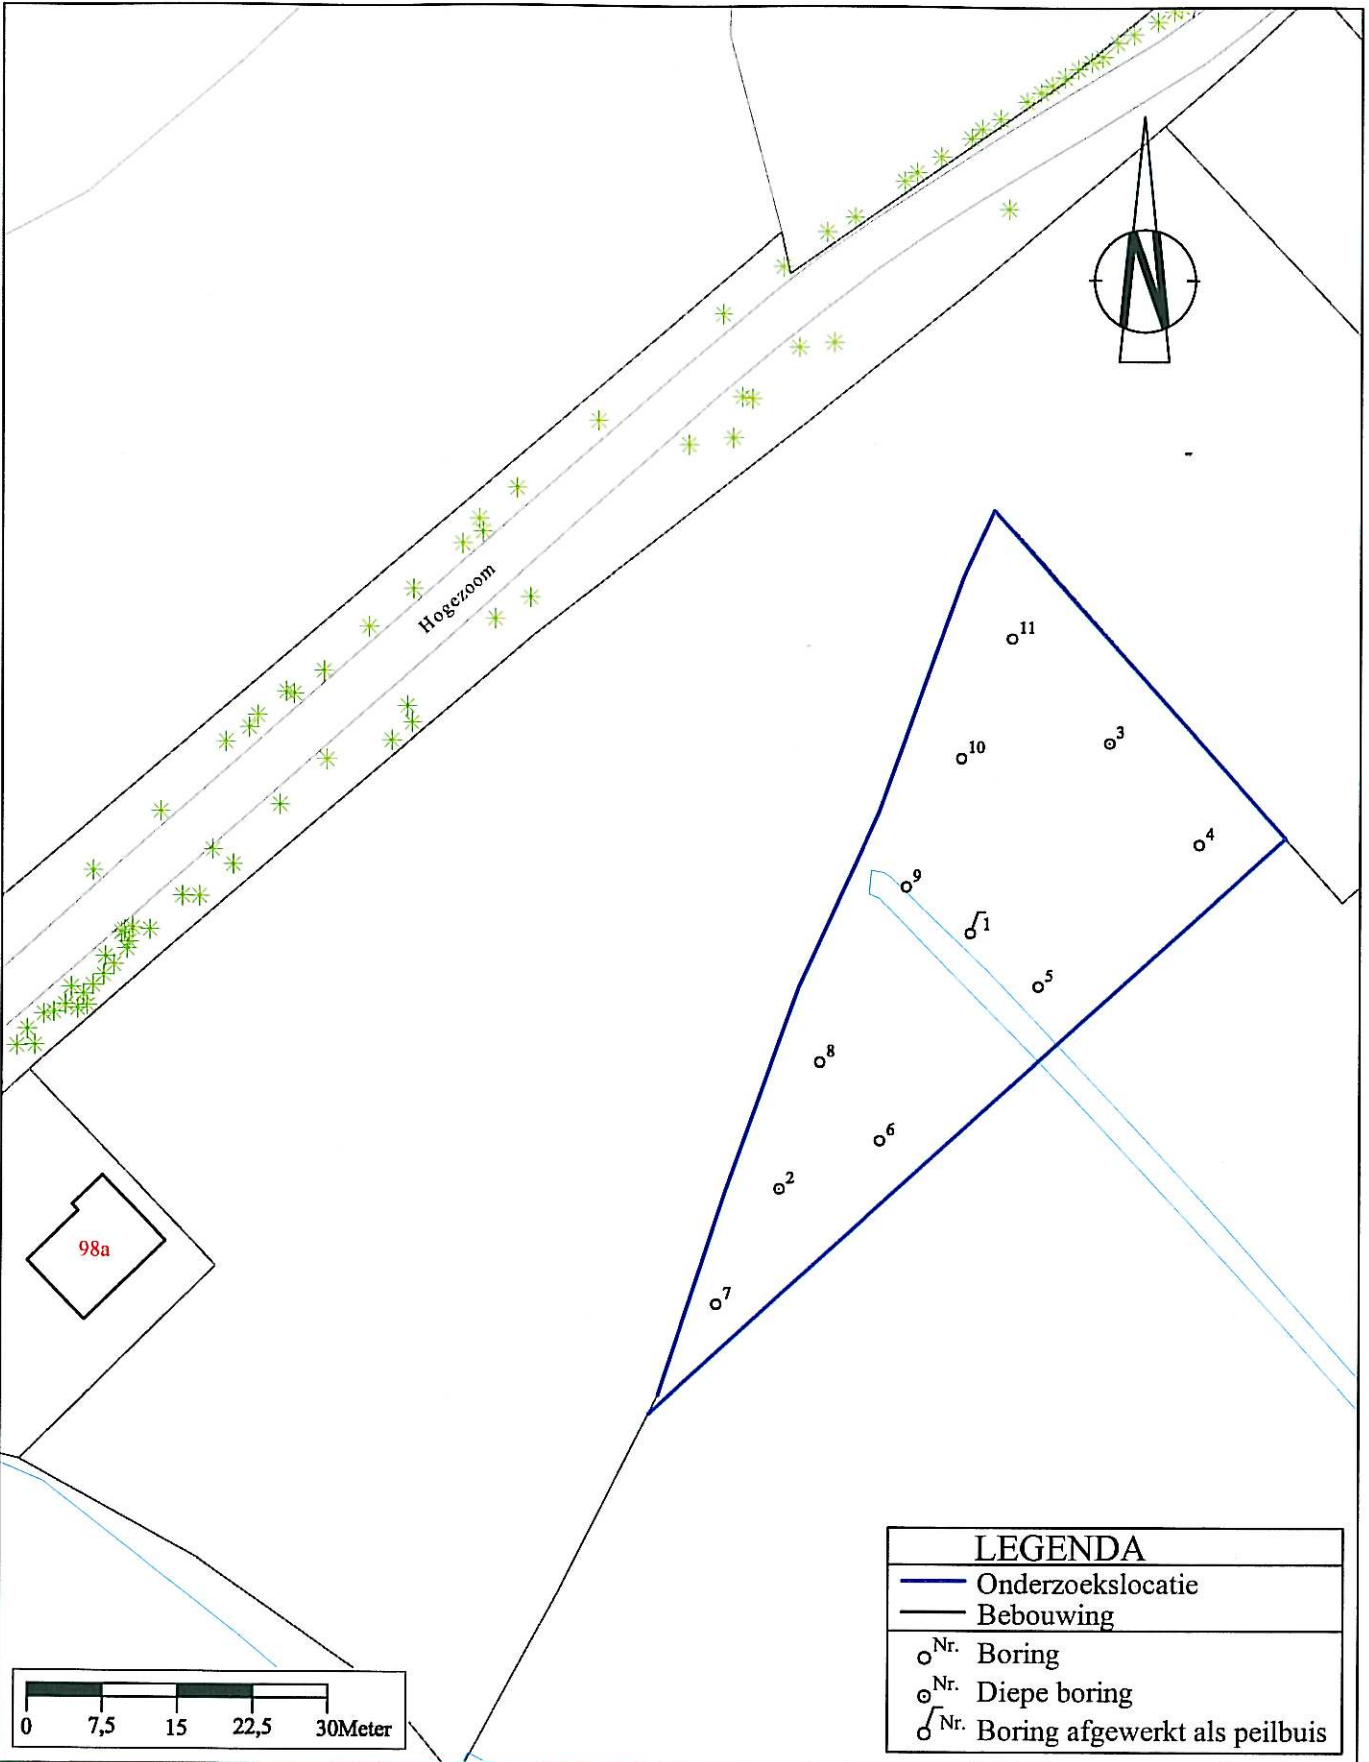 N
Hogezoom
11
10
3
4
9
1
5
8
6
2
98a
7
LEGENDA
Onderzoekslocatie
Bebouwing
Nr. Boring
Nr. Diepe boring
Nr. Boring afgewerkt als peilbuis
0 7,5 15 22,5 30Meter